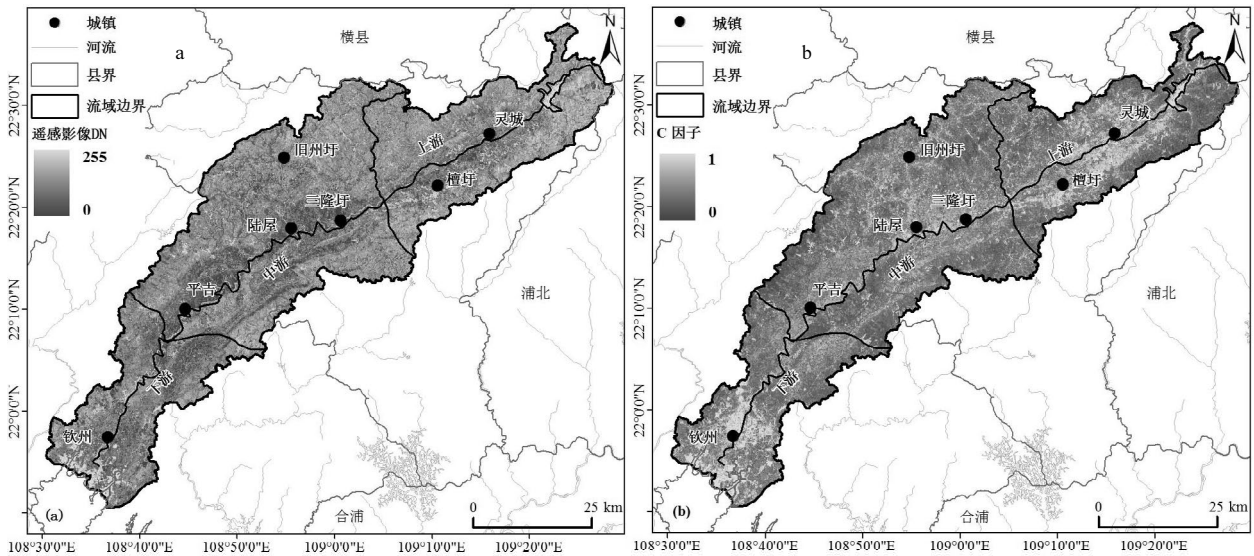 a
城镇
河流
县界
流域边界
遥感影像DN
255
0
横县
N
灵城
上游
旧州圩
檀圩
三隆圩
陆屋
中游
平吉
浦北
下游
钦州
合浦
(a)
0 25 km
22°30'0"N
22°20'0"N
22°10'0"N
22°0'0"N
108°30'0"E 108°40'0"E 108°50'0"E 109°0'0"E 109°10'0"E 109°20'0"E
b
城镇
河流
县界
流域边界
C 因子
1
0
横县
N
灵城
上游
旧州圩
檀圩
三隆圩
陆屋
中游
平吉
浦北
下游
钦州
合浦
(b)
0 25 km
22°30'0"N
22°20'0"N
22°10'0"N
22°0'0"N
108°30'0"E 108°40'0"E 108°50'0"E 109°0'0"E 109°10'0"E 109°20'0"E